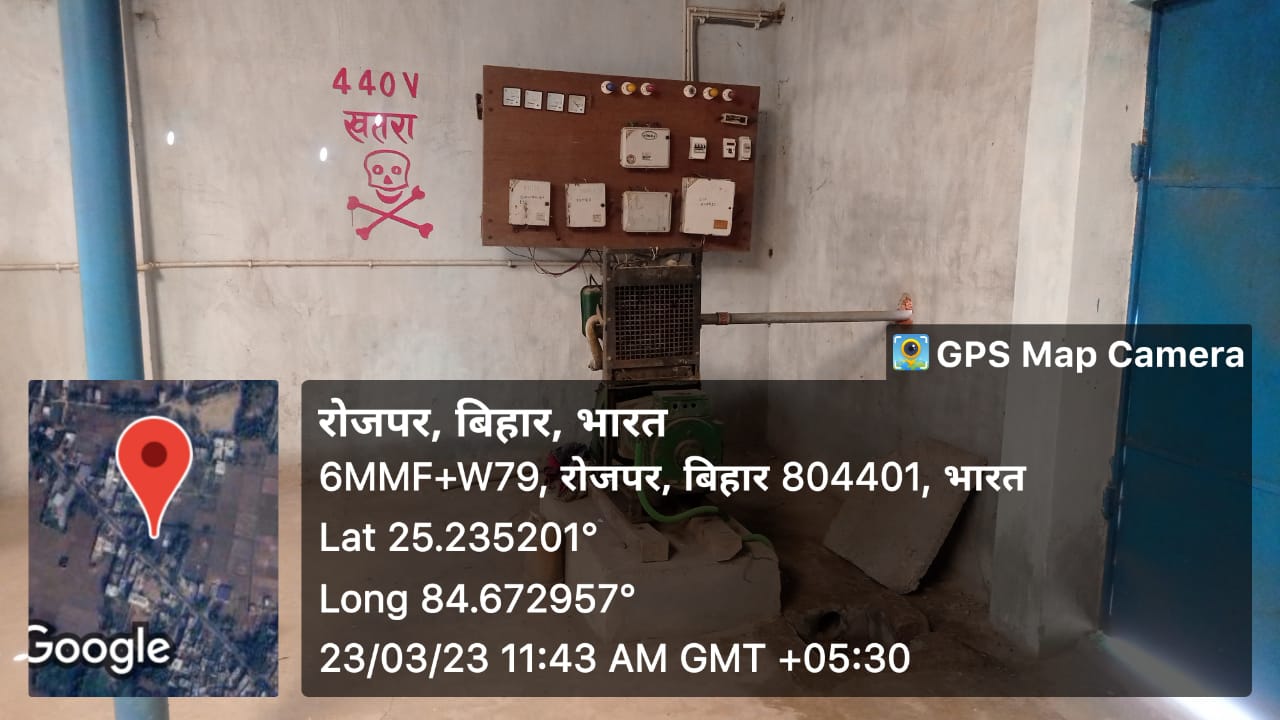 440V
खतरा
GPS Map Camera
रोजपर, बिहार, भारत
6MMF+W79, रोजपर, बिहार 804401, भारत
Lat 25.235201°
Long 84.672957°
23/03/23 11:43 AM GMT +05:30
Google